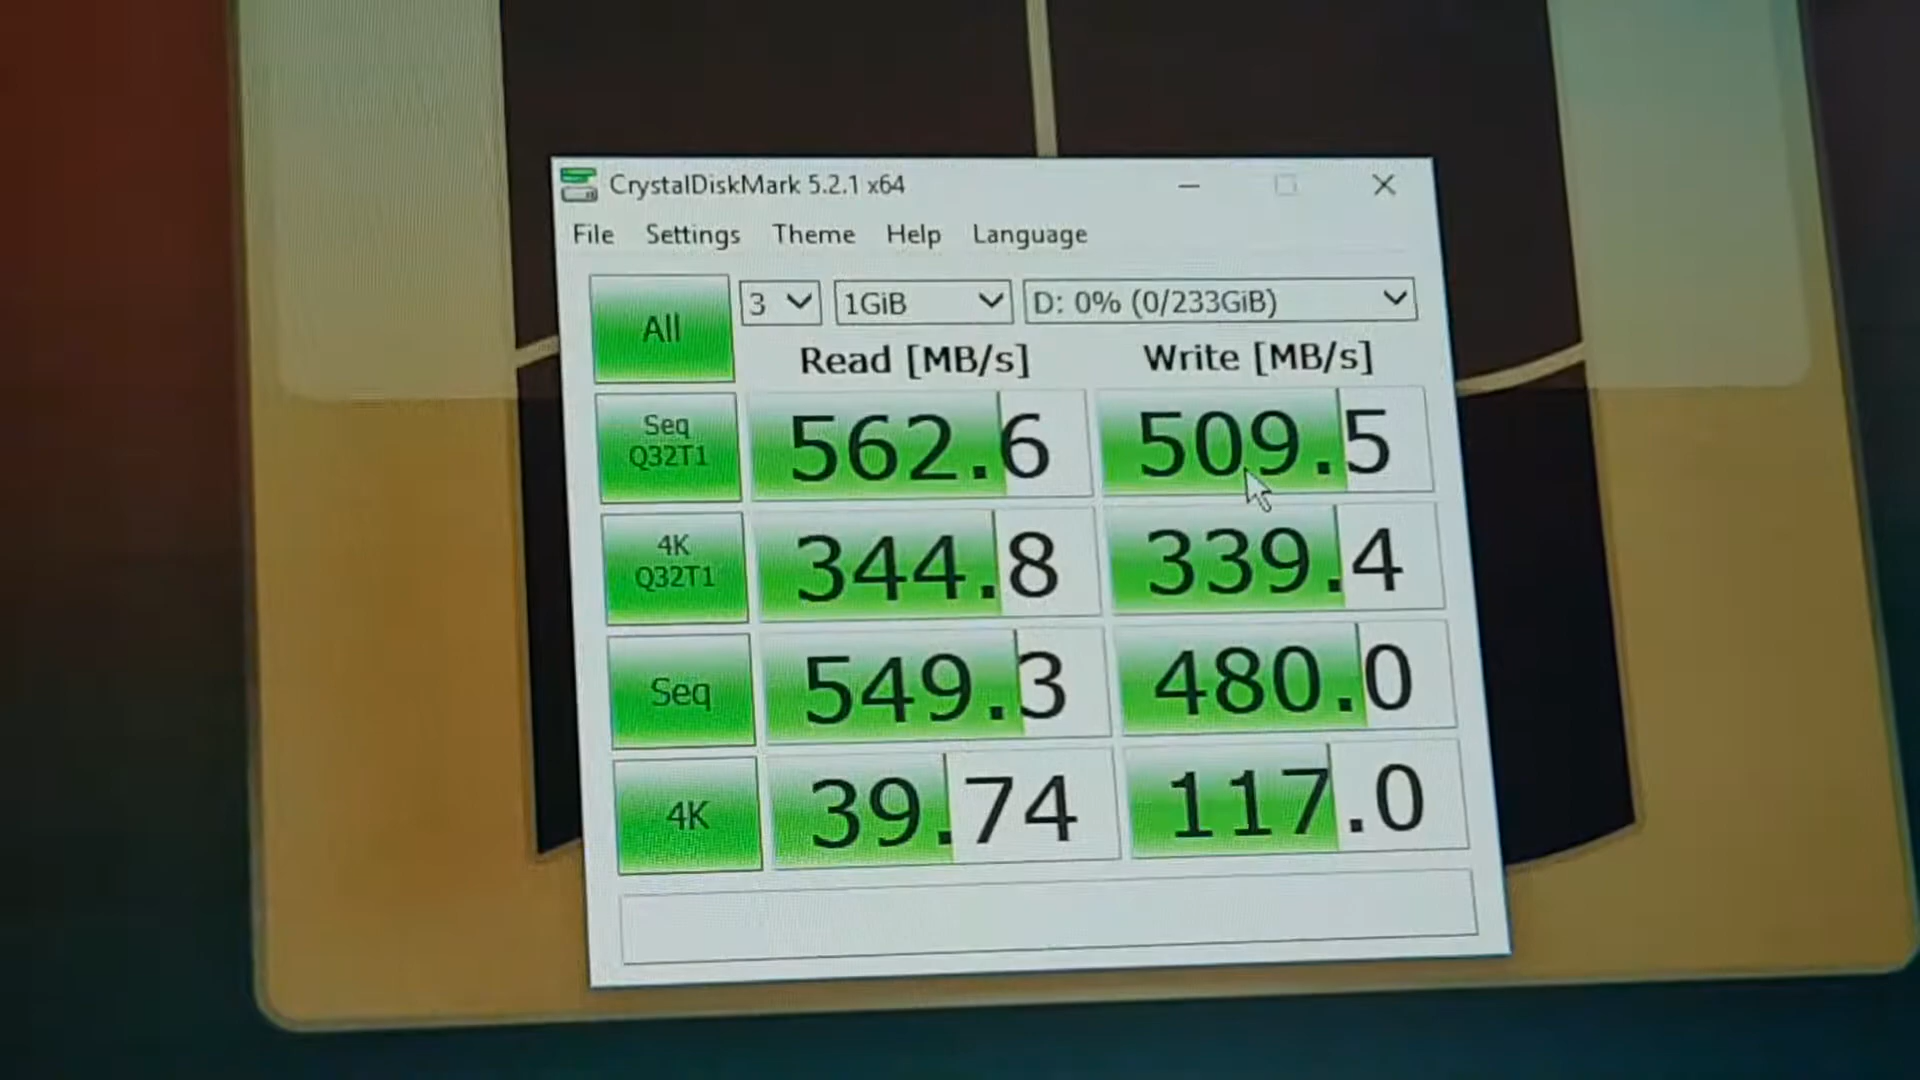 CrystalDiskMark 5.2.1 x64
File Settings Theme Help Language
All 3 1GiB D: 0% (0/233GiB)
Read [MB/s] Write [MB/s]
Seq
Q32T1
562.6 509.5
4K
Q32T1
344.8 339.4
Seq 549.3 480.0
4K 39.74 117.0